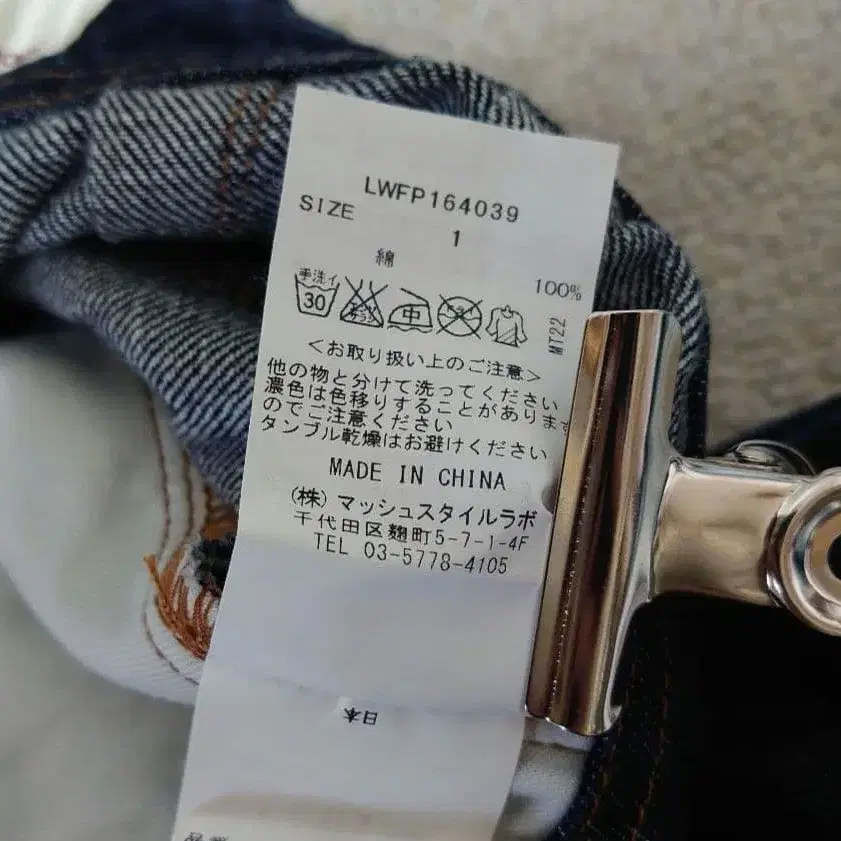 LWFP164039
SIZE
1
綿 100%
手洗イ
30
中
MT22
<お取り扱い上のご注意>
他の物と分けて洗ってください
濃色は色移りすることがあります
のでご注意ください
タンブル乾燥はお避けください
MADE IN CHINA
(株) マッシュスタイルラボ
千代田区麹町5-7-1-4F
TEL 03-5778-4105
日本